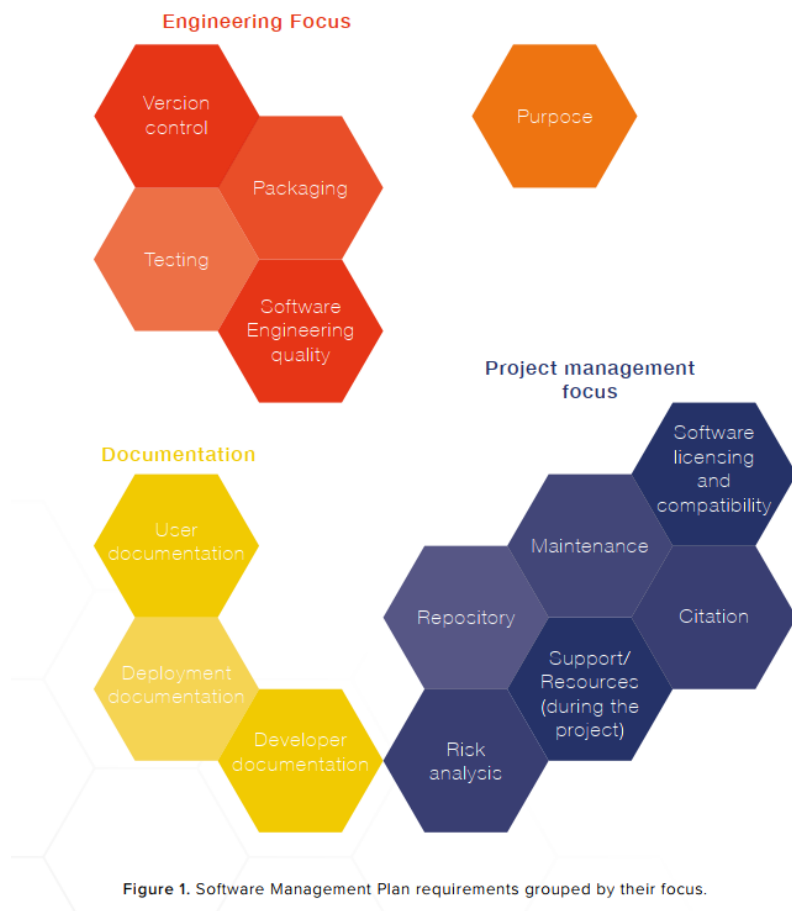 Engineering Focus
Version
control
Packaging
Testing
Software
Engineering
quality
Purpose
Project management
focus
Software
licensing
and
compatibility
Maintenance
Repository
Citation
Support/
Resources
(during the
project)
Risk
analysis
Documentation
User
documentation
Deployment
documentation
Developer
documentation
Figure 1. Software Management Plan requirements grouped by their focus.